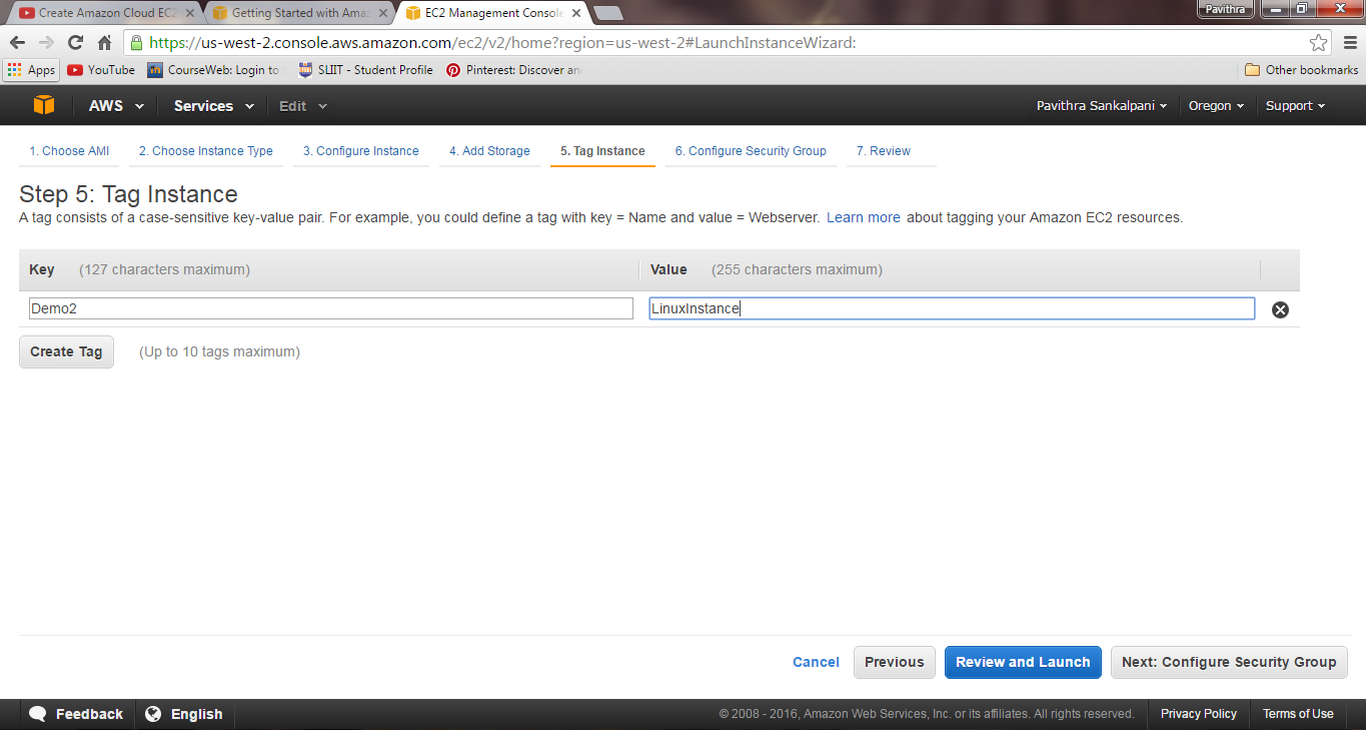 Pavithra
Create Amazon Cloud EC2
Getting Started with Amaz
EC2 Management Console
https://us-west-2.console.aws.amazon.com/ec2/v2/home?region=us-west-2#LaunchInstanceWizard:
Apps YouTube CourseWeb: Login to SLIIT - Student Profile Pinterest: Discover and Other bookmarks
AWS Services Edit Pavithra Sankalpani Oregon Support
1. Choose AMI 2. Choose Instance Type 3. Configure Instance 4. Add Storage 5. Tag Instance 6. Configure Security Group 7. Review
Step 5: Tag Instance
A tag consists of a case-sensitive key-value pair. For example, you could define a tag with key = Name and value = Webserver. Learn more about tagging your Amazon EC2 resources.
Key (127 characters maximum) Value (255 characters maximum)
Demo2 LinuxInstance
Create Tag (Up to 10 tags maximum)
Cancel Previous Review and Launch Next: Configure Security Group
Feedback English © 2008 - 2016, Amazon Web Services, Inc. or its affiliates. All rights reserved. Privacy Policy Terms of Use